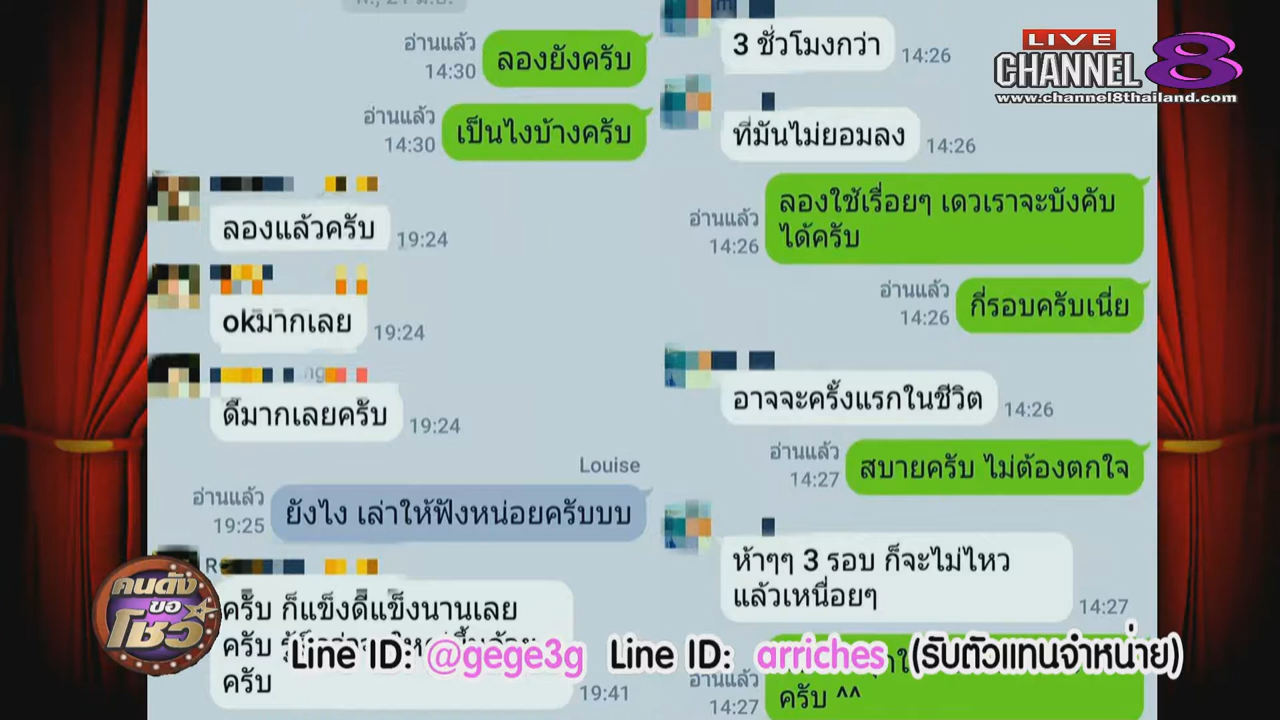 อ่านแล้ว
14:30
ลองยังครับ
อ่านแล้ว
14:30
เป็นไงบ้างครับ
ลองแล้วครับ
19:24
okมากเลย
19:24
ดีมากเลยครับ
19:24
Louise
อ่านแล้ว
19:25
ยังไง เล่าให้ฟังหน่อยครับบบ
ครับ ก็แข็งดีแข็งนานเลย
ครับ
ครับ
19:41
3 ชั่วโมงกว่า
14:26
ที่มันไม่ยอมลง
14:26
ลองใช้เรื่อยๆ เดวเราจะบังคับ
ได้ครับ
อ่านแล้ว
14:26
กี่รอบครับเนี่ย
อ่านแล้ว
14:26
อาจจะครั้งแรกในชีวิต
14:26
สบายครับ ไม่ต้องตกใจ
อ่านแล้ว
14:27
ห้าๆๆ 3 รอบ ก็จะไม่ไหว
แล้วเหนื่อยๆ
14:27
อ่านแล้ว
14:27
ครับ ^^
LIVE
CHANNEL 8
www.channel8thailand.com
คนดัง
ขอ
โชว์
Line ID: @gege3g Line ID: arriches (รับตัวแทนจำหน่าย)